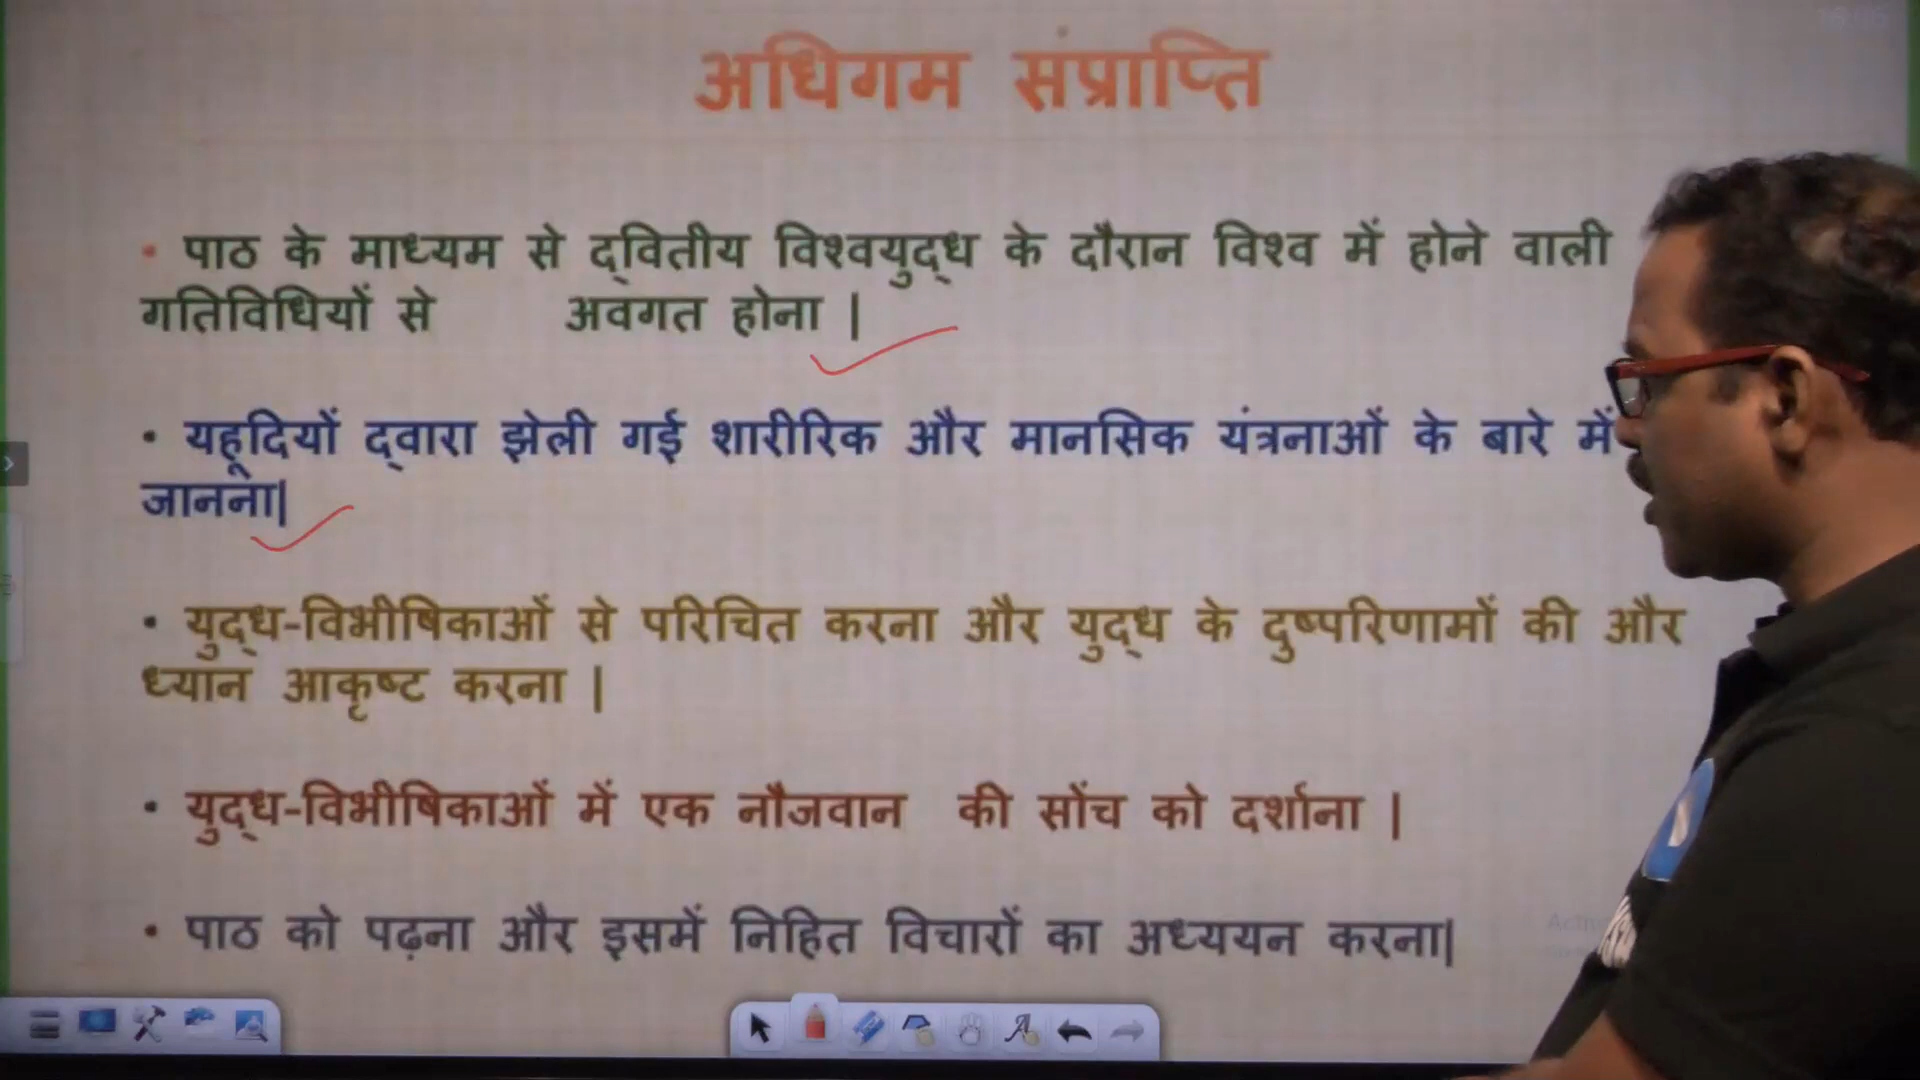 अधिगम संप्राप्ति
• पाठ के माध्यम से द्वितीय विश्वयुद्ध के दौरान विश्व में होने वाली
गतिविधियों से अवगत होना |
• यहूदियों द्वारा झेली गई शारीरिक और मानसिक यंत्रनाओं के बारे में
जानना|
• युद्ध-विभीषिकाओं से परिचित करना और युद्ध के दुष्परिणामों की और
ध्यान आकृष्ट करना |
• युद्ध-विभीषिकाओं में एक नौजवान की सोंच को दर्शाना |
• पाठ को पढ़ना और इसमें निहित विचारों का अध्ययन करना|